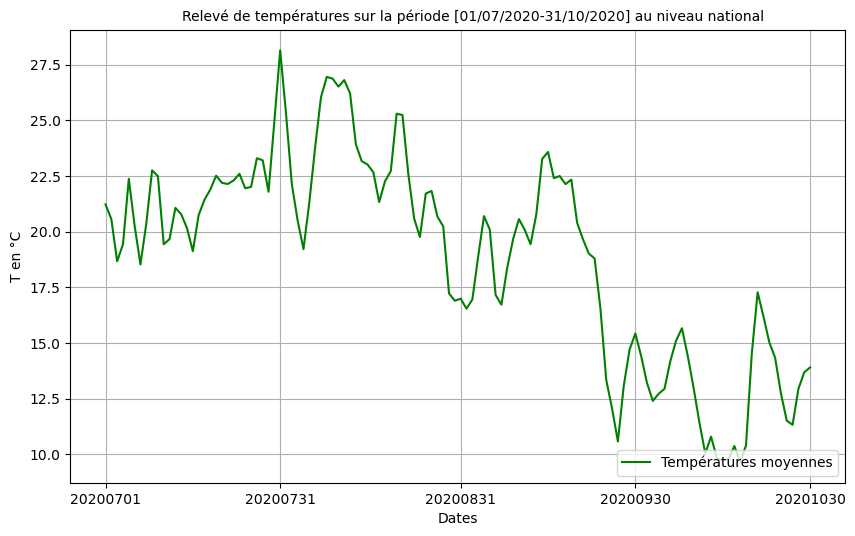 Relevé de températures sur la période [01/07/2020-31/10/2020] au niveau national
T en °C
27.5
25.0
22.5
20.0
17.5
15.0
12.5
10.0
Températures moyennes
20200701 20200731 20200831 20200930 20201030
Dates